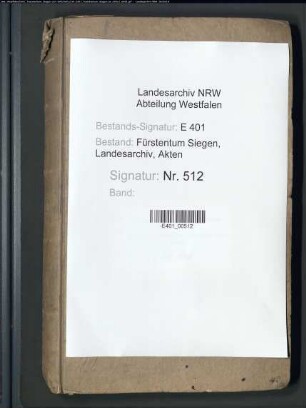 Landesarchiv NRW
Abteilung Westfalen
Bestands-Signatur: E 401
Bestand: Fürstentum Siegen,
Landesarchiv, Akten
Signatur: Nr. 512
Band:
E401_00512